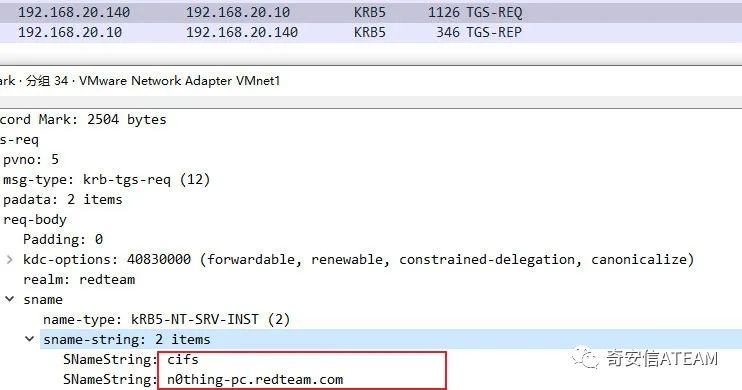 192.168.20.140 192.168.20.10 KRB5 1126 TGS-REQ
192.168.20.10 192.168.20.140 KRB5 346 TGS-REP
ark · 分组 34 · VMware Network Adapter VMnet1
cord Mark: 2504 bytes
s-req
pvno: 5
msg-type: krb-tgs-req (12)
padata: 2 items
req-body
Padding: 0
kdc-options: 40830000 (forwardable, renewable, constrained-delegation, canonicalize)
realm: redteam
sname
name-type: kRB5-NT-SRV-INST (2)
sname-string: 2 items
SNameString: cifs
SNameString: n0thing-pc.redteam.com
奇安信ATEAM